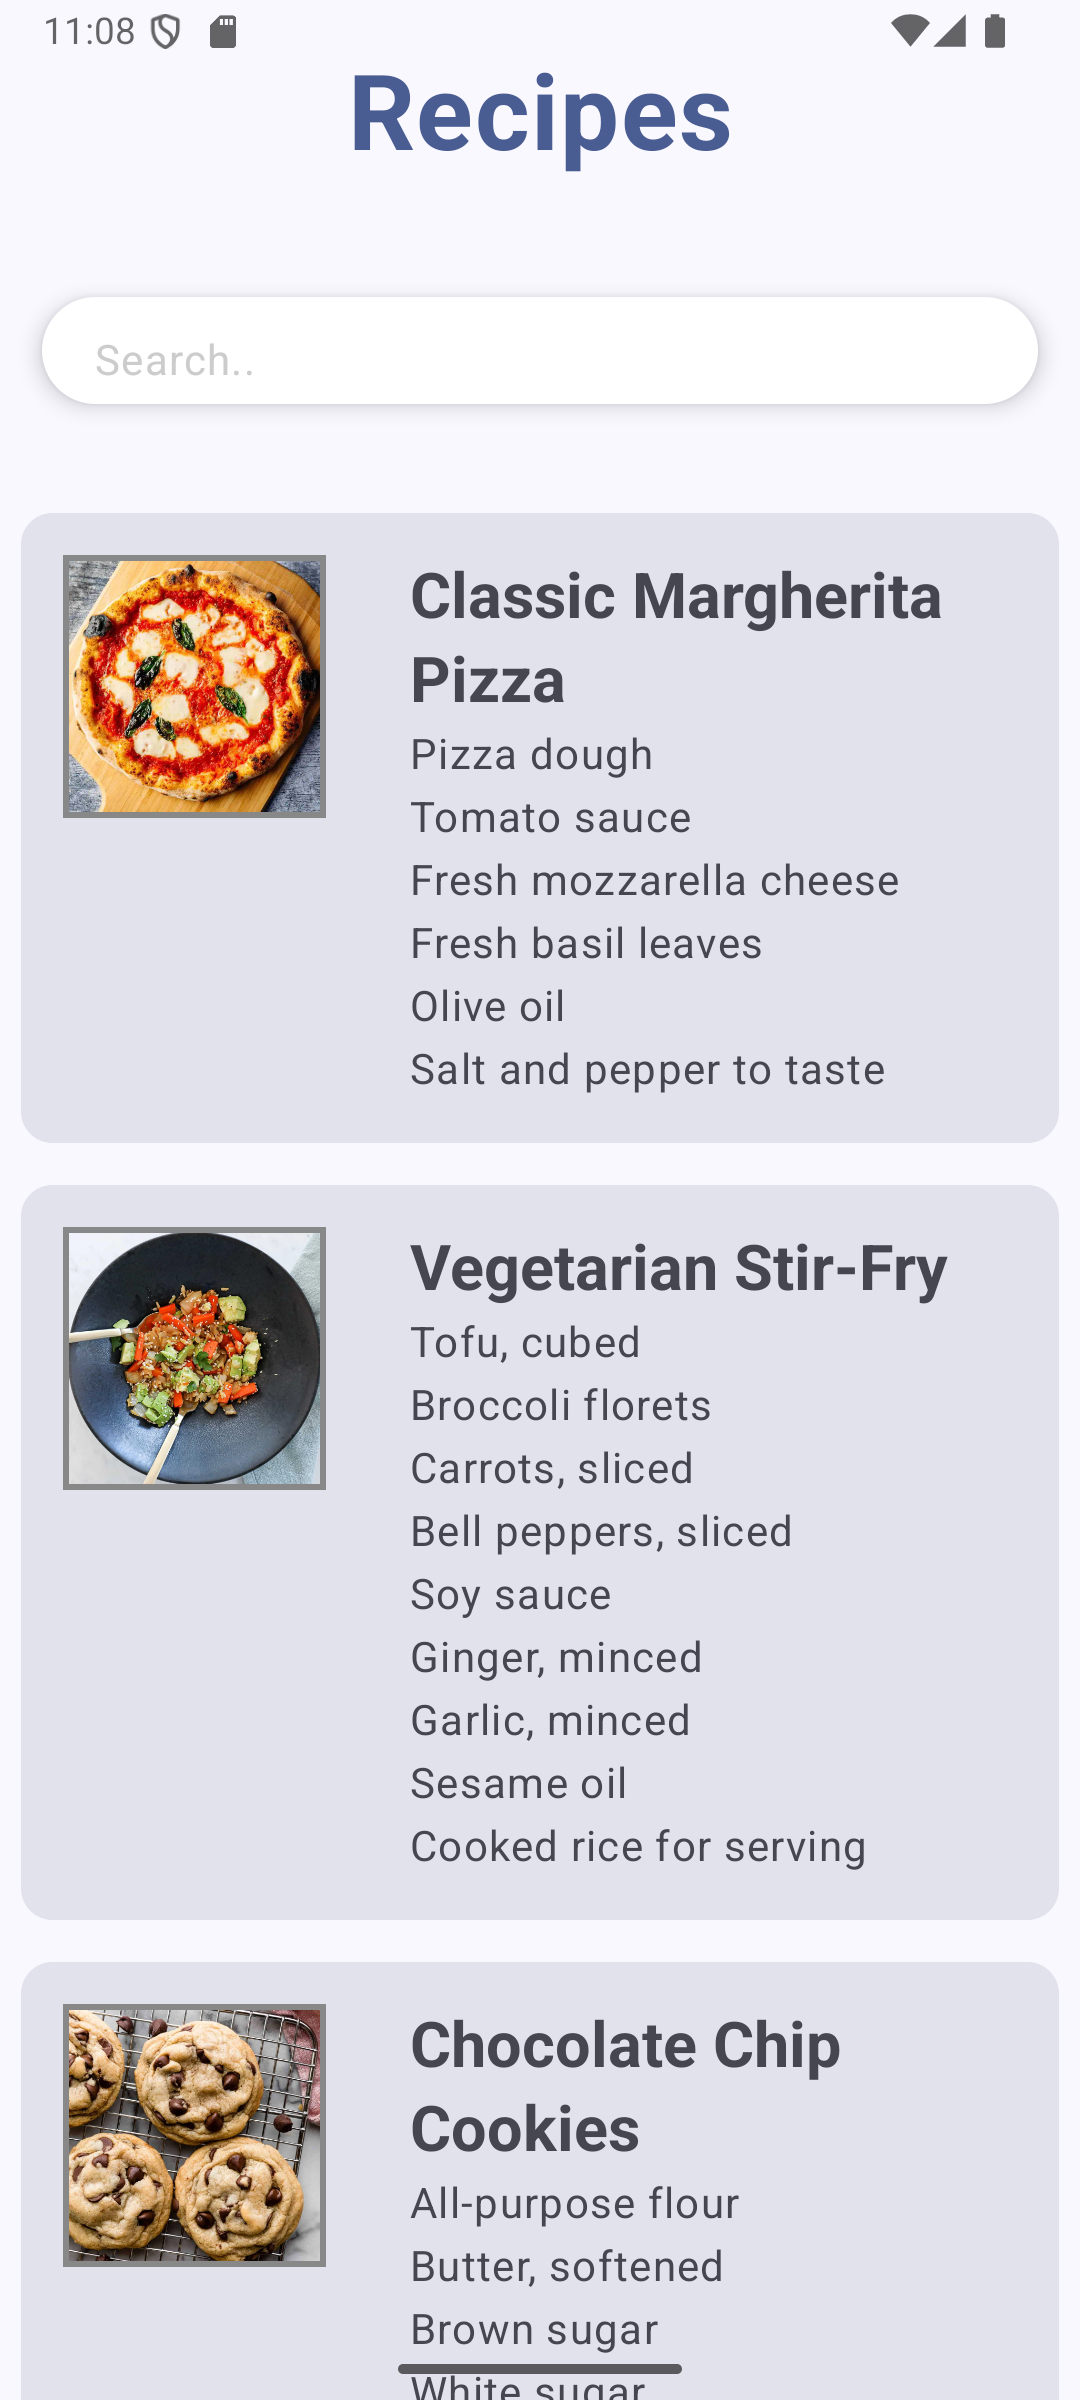 11:08
Recipes
Search..
Classic Margherita
Pizza
Pizza dough
Tomato sauce
Fresh mozzarella cheese
Fresh basil leaves
Olive oil
Salt and pepper to taste
Vegetarian Stir-Fry
Tofu, cubed
Broccoli florets
Carrots, sliced
Bell peppers, sliced
Soy sauce
Ginger, minced
Garlic, minced
Sesame oil
Cooked rice for serving
Chocolate Chip
Cookies
All-purpose flour
Butter, softened
Brown sugar
White sugar